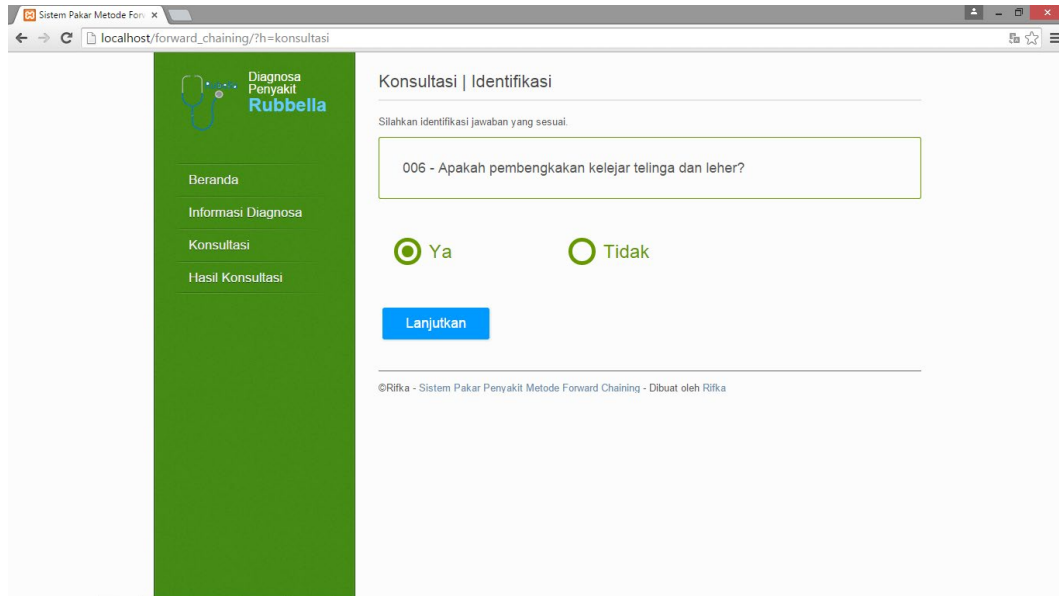 Sistem Pakar Metode For
localhost/forward_chaining/?h=konsultasi
Diagnosa
Penyakit
Rubbella
Beranda
Informasi Diagnosa
Konsultasi
Hasil Konsultasi
Konsultasi | Identifikasi
Silahkan identifikasi jawaban yang sesuai.
006 - Apakah pembengkakan kelejar telinga dan leher?
Ya Tidak
Lanjutkan
©Rifka - Sistem Pakar Penyakit Metode Forward Chaining - Dibuat oleh Rifka